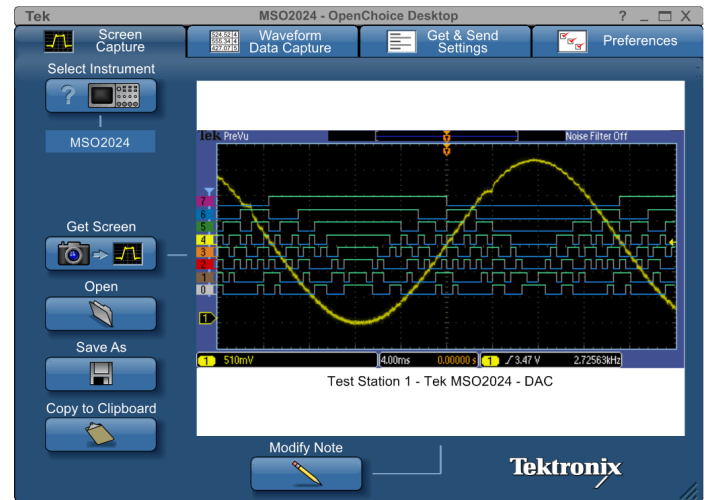 Tek
MSO2024 - OpenChoice Desktop
? _ □ X
Screen
Capture
Waveform
Data Capture
Get & Send
Settings
Preferences
Select Instrument
?
MSO2024
Get Screen
Open
Save As
Copy to Clipboard
Tek PreVu
Noise Filter Off
7
6
5
4
3
2
1
0
1
1 510mV
4.00ms
0.00000 s
1
3.47 V
2.72563kHz
Test Station 1 - Tek MSO2024 - DAC
Modify Note
Tektronix